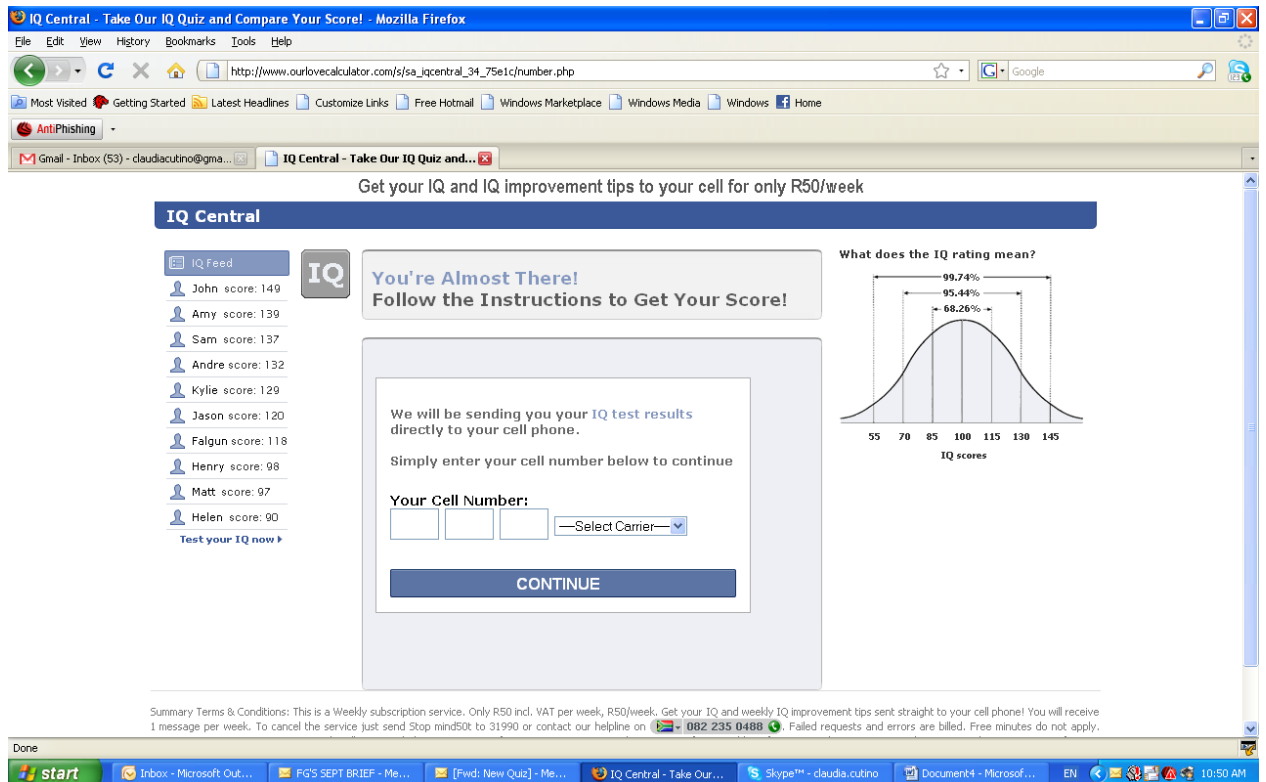 IQ Central - Take Our IQ Quiz and Compare Your Score! - Mozilla Firefox
File Edit View History Bookmarks Tools Help
http://www.ourlovecalculator.com/s/sa_iqcentral_34_75e1c/number.php
Google
Most Visited Getting Started Latest Headlines Customize Links Free Hotmail Windows Marketplace Windows Media Windows Home
AntiPhishing
Gmail - Inbox (53) - claudiacutino@gma... IQ Central - Take Our IQ Quiz and...
Get your IQ and IQ improvement tips to your cell for only R50/week
IQ Central
IQ Feed
John score: 149
Amy score: 139
Sam score: 137
Andre score: 132
Kylie score: 129
Jason score: 120
Falgun score: 118
Henry score: 98
Matt score: 97
Helen score: 90
Test your IQ now
IQ
You're Almost There!
Follow the Instructions to Get Your Score!
We will be sending you your IQ test results
directly to your cell phone.
Simply enter your cell number below to continue
Your Cell Number:
—Select Carrier—
CONTINUE
What does the IQ rating mean?
99.74%
95.44%
68.26%
55 70 85 100 115 130 145
IQ scores
Summary Terms & Conditions: This is a Weekly subscription service. Only R50 incl. VAT per week, R50/week. Get your IQ and weekly IQ improvement tips sent straight to your cell phone! You will receive
1 message per week. To cancel the service just send Stop mind50t to 31990 or contact our helpline on 082 235 0488. Failed requests and errors are billed. Free minutes do not apply.
Done
start Inbox - Microsoft Out... FG'S SEPT BRIEF - Me... [Fwd: New Quiz] - Me... IQ Central - Take Our... Skype™ - claudia.cutino Document4 - Microsof... EN 10:50 AM